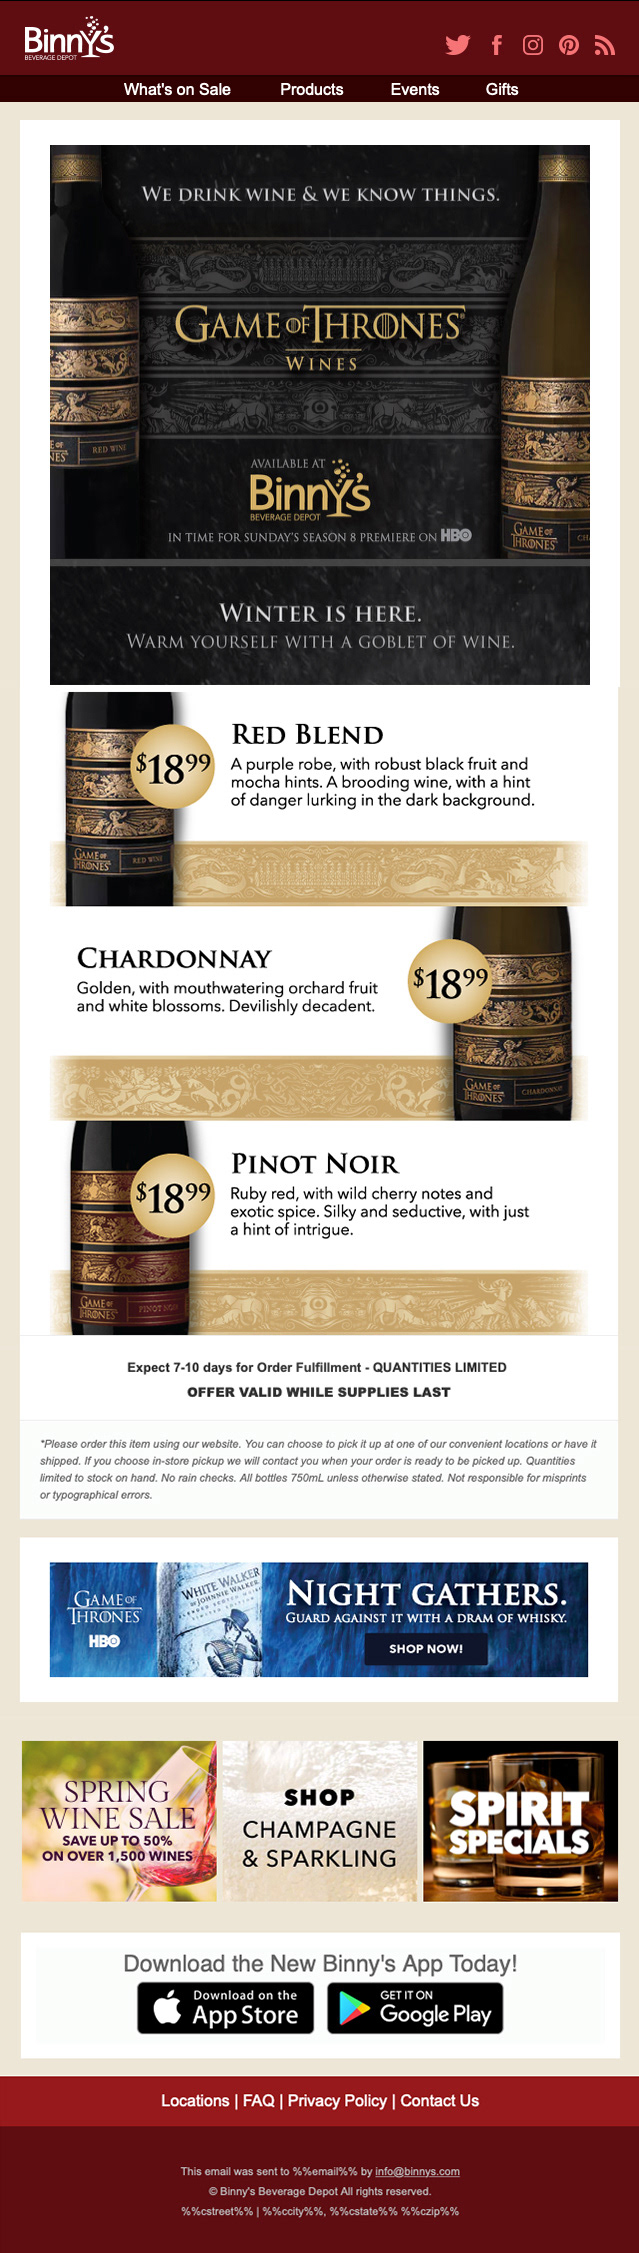 Binny's
BEVERAGE DEPOT
What's on Sale Products Events Gifts
WE DRINK WINE & WE KNOW THINGS.
GAME OF THRONES®
WINES
RED WINE
AVAILABLE AT
Binny's
BEVERAGE DEPOT
GAME OF
THRONES
IN TIME FOR SUNDAY'S SEASON 8 PREMIERE ON HBO
WINTER IS HERE.
WARM YOURSELF WITH A GOBLET OF WINE.
RED BLEND
$18.99
A purple robe, with robust black fruit and
mocha hints. A brooding wine, with a hint
of danger lurking in the dark background.
GAME OF
THRONES
RED WINE
CHARDONNAY
$18.99
Golden, with mouthwatering orchard fruit
and white blossoms. Devilishly decadent.
GAME OF
THRONES
CHARDONNAY
PINOT NOIR
$18.99
Ruby red, with wild cherry notes and
exotic spice. Silky and seductive, with just
a hint of intrigue.
GAME OF
THRONES
PINOT NOIR
Expect 7-10 days for Order Fulfillment - QUANTITIES LIMITED
OFFER VALID WHILE SUPPLIES LAST
*Please order this item using our website. You can choose to pick it up at one of our convenient locations or have it
shipped. If you choose in-store pickup we will contact you when your order is ready to be picked up. Quantities
limited to stock on hand. No rain checks. All bottles 750mL unless otherwise stated. Not responsible for misprints
or typographical errors.
GAME OF
THRONES
HBO
WHITE WALKER
BY JOHNNIE WALKER
NIGHT GATHERS.
GUARD AGAINST IT WITH A DRAM OF WHISKY.
SHOP NOW!
SPRING
WINE SALE
SAVE UP TO 50%
ON OVER 1,500 WINES
SHOP
CHAMPAGNE
& SPARKLING
SPIRIT
SPECIALS
Download the New Binny's App Today!
Download on the
App Store
GET IT ON
Google Play
Locations | FAQ | Privacy Policy | Contact Us
This email was sent to %%email%% by info@binnys.com
© Binny's Beverage Depot All rights reserved.
%%cstreet%% | %%ccity%%, %%cstate%% %%czip%%